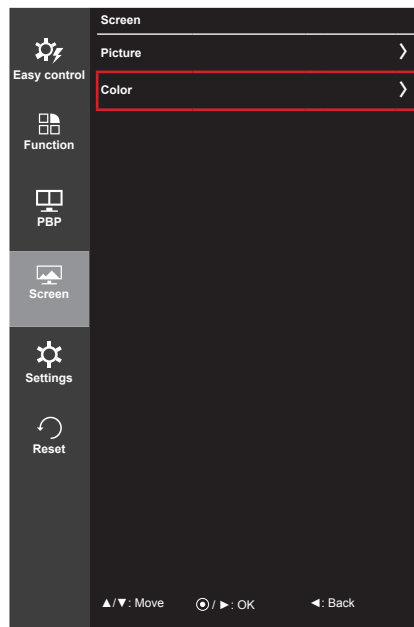 Screen
Picture
Color
Easy control
Function
PBP
Screen
Settings
Reset
▲/▼: Move ⦿ / ►: OK ◄: Back